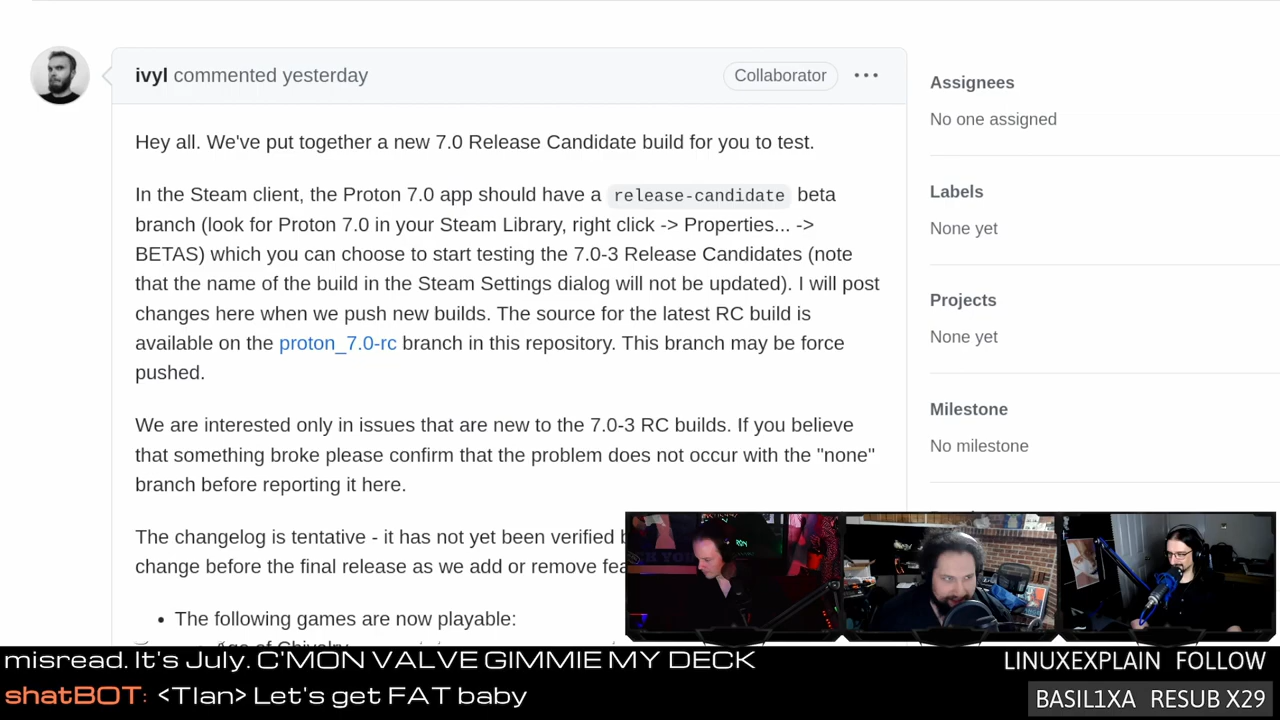 ivyl commented yesterday
Collaborator
Hey all. We've put together a new 7.0 Release Candidate build for you to test.
In the Steam client, the Proton 7.0 app should have a release-candidate beta
branch (look for Proton 7.0 in your Steam Library, right click -> Properties... ->
BETAS) which you can choose to start testing the 7.0-3 Release Candidates (note
that the name of the build in the Steam Settings dialog will not be updated). I will post
changes here when we push new builds. The source for the latest RC build is
available on the proton_7.0-rc branch in this repository. This branch may be force
pushed.
We are interested only in issues that are new to the 7.0-3 RC builds. If you believe
that something broke please confirm that the problem does not occur with the "none"
branch before reporting it here.
The changelog is tentative - it has not yet been verified
change before the final release as we add or remove
• The following games are now playable:
Age of Chivalry
Assignees
No one assigned
Labels
None yet
Projects
None yet
Milestone
No milestone
misread. It's July. C'MON VALVE GIMMIE MY DECK
shatBOT: <Tlan> Let's get FAT baby
LINUXEXPLAIN FOLLOW
BASIL1XA RESUB X29